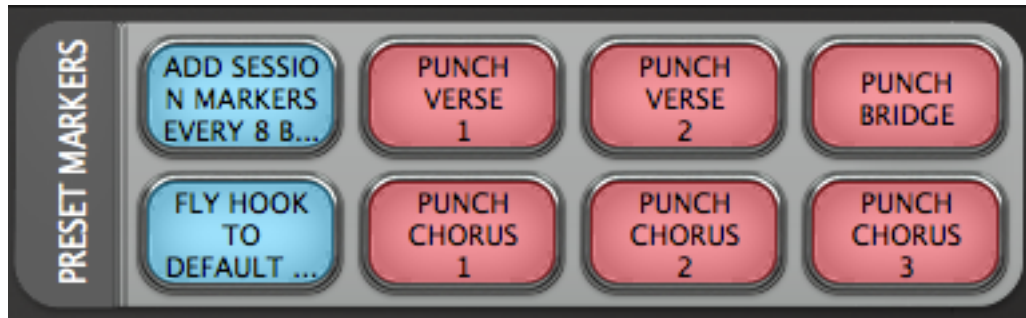 PRESET MARKERS
ADD SESSIO
N MARKERS
EVERY 8 B...
PUNCH
VERSE
1
PUNCH
VERSE
2
PUNCH
BRIDGE
FLY HOOK
TO
DEFAULT ...
PUNCH
CHORUS
1
PUNCH
CHORUS
2
PUNCH
CHORUS
3